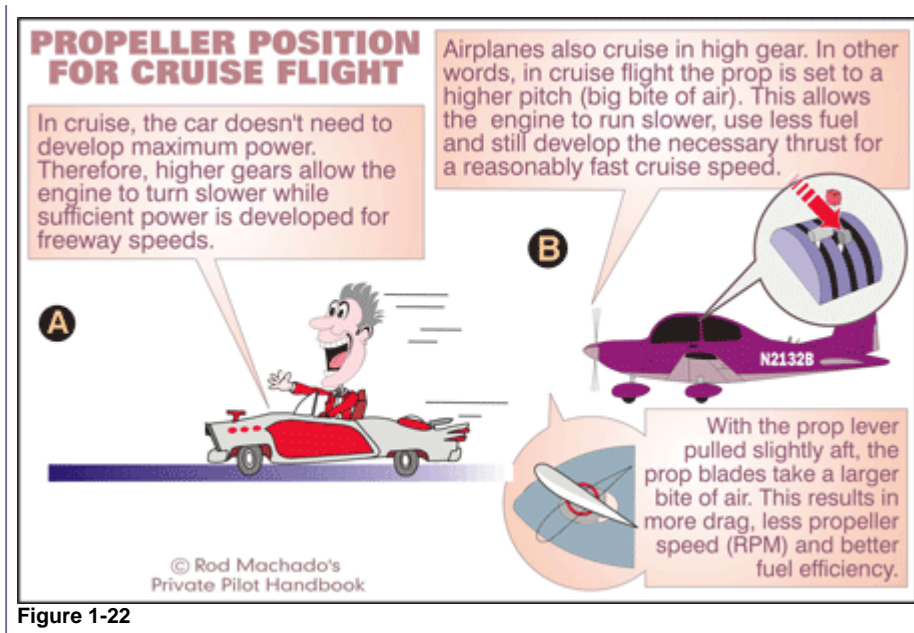 PROPELLER POSITION
FOR CRUISE FLIGHT
In cruise, the car doesn't need to
develop maximum power.
Therefore, higher gears allow the
engine to turn slower while
sufficient power is developed for
freeway speeds.
Airplanes also cruise in high gear. In other
words, in cruise flight the prop is set to a
higher pitch (big bite of air). This allows
the engine to run slower, use less fuel
and still develop the necessary thrust for
a reasonably fast cruise speed.
A
B
N2132B
With the prop lever
pulled slightly aft, the
prop blades take a larger
bite of air. This results in
more drag, less propeller
speed (RPM) and better
fuel efficiency.
© Rod Machado's
Private Pilot Handbook
Figure 1-22